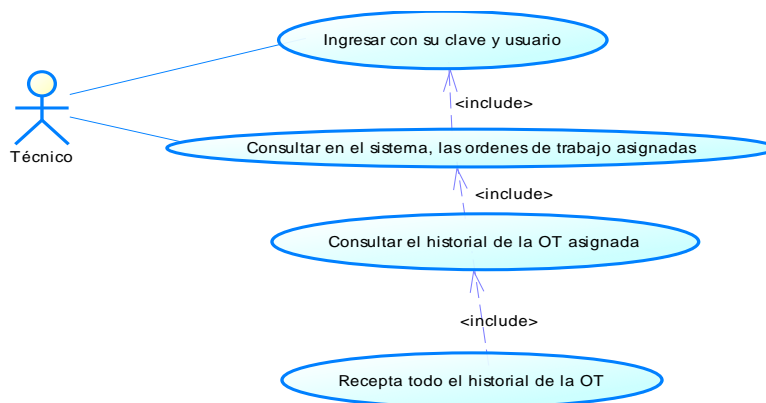 Ingresar con su clave y usuario
<include>
Técnico
Consultar en el sistema, las ordenes de trabajo asignadas
<include>
Consultar el historial de la OT asignada
<include>
Recepta todo el historial de la OT